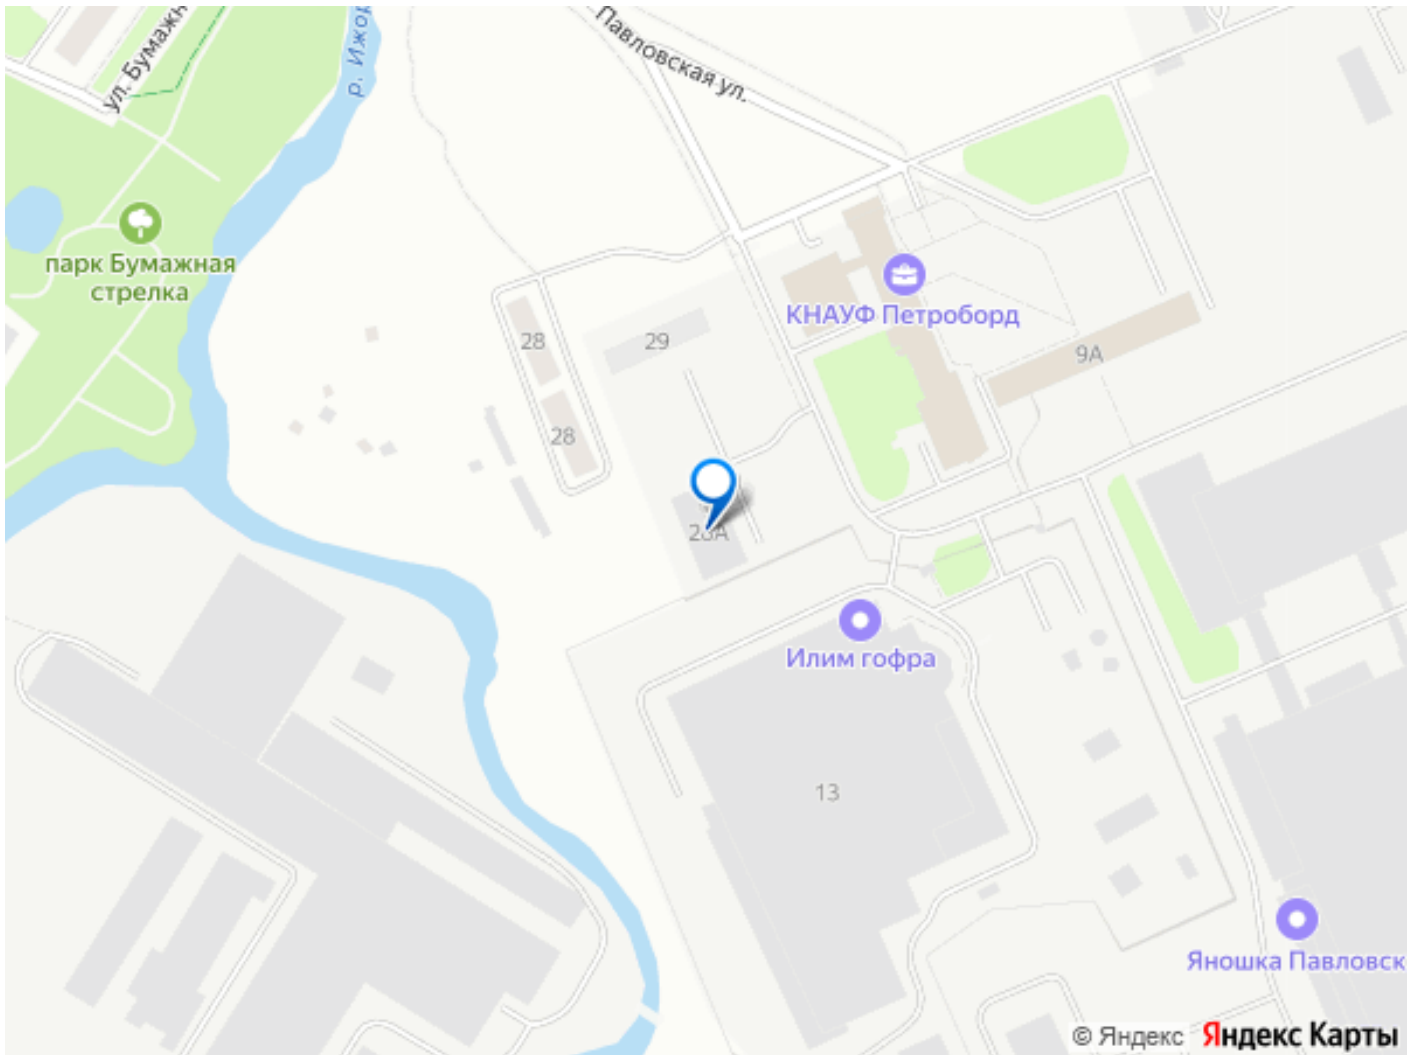 ул. Бумажн
р. Ижор
Павловская ул.
парк Бумажная
стрелка
КНАУФ Петроборд
28
29
9А
28
Илим гофра
13
Яношка Павловск
© Яндекс Яндекс Карты